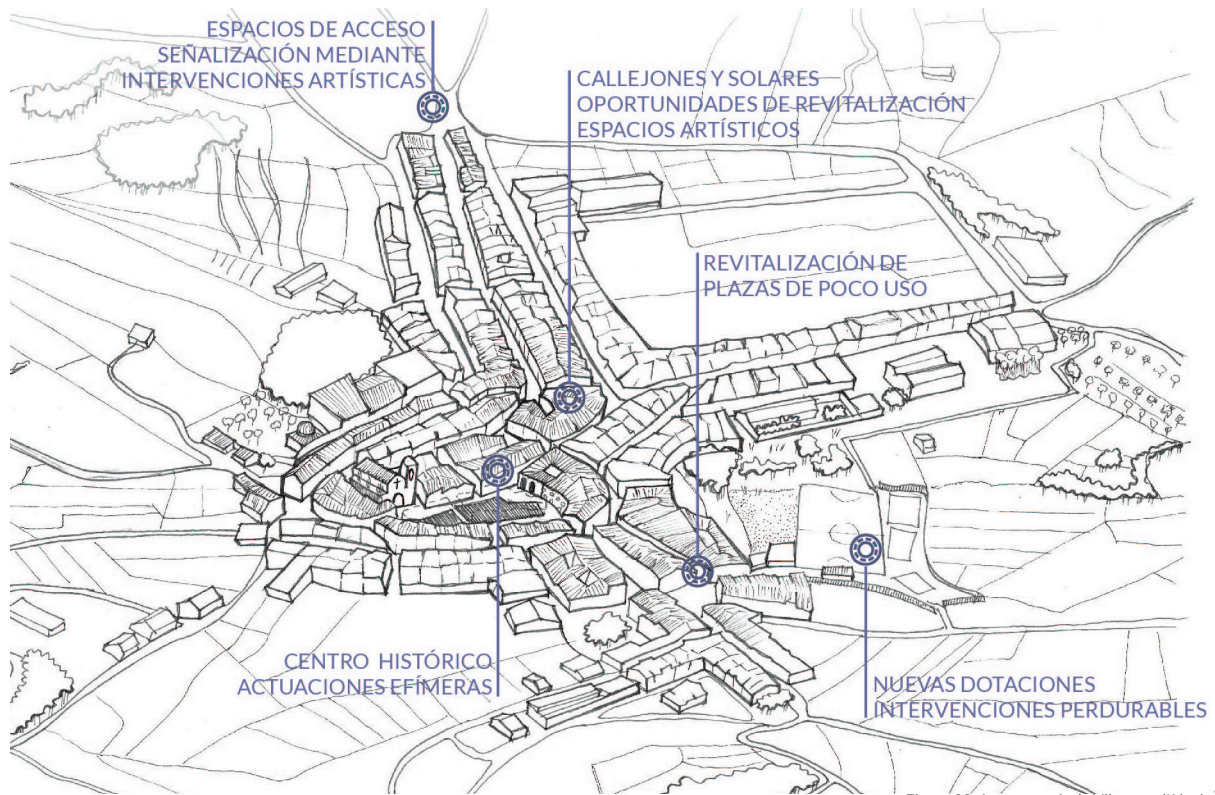 ESPACIOS DE ACCESO
SEÑALIZACIÓN MEDIANTE
INTERVENCIONES ARTÍSTICAS
CALLEJONES Y SOLARES
OPORTUNIDADES DE REVITALIZACIÓN
ESPACIOS ARTÍSTICOS
REVITALIZACIÓN DE
PLAZAS DE POCO USO
CENTRO HISTÓRICO
ACTUACIONES EFÍMERAS
NUEVAS DOTACIONES
INTERVENCIONES PERDURABLES